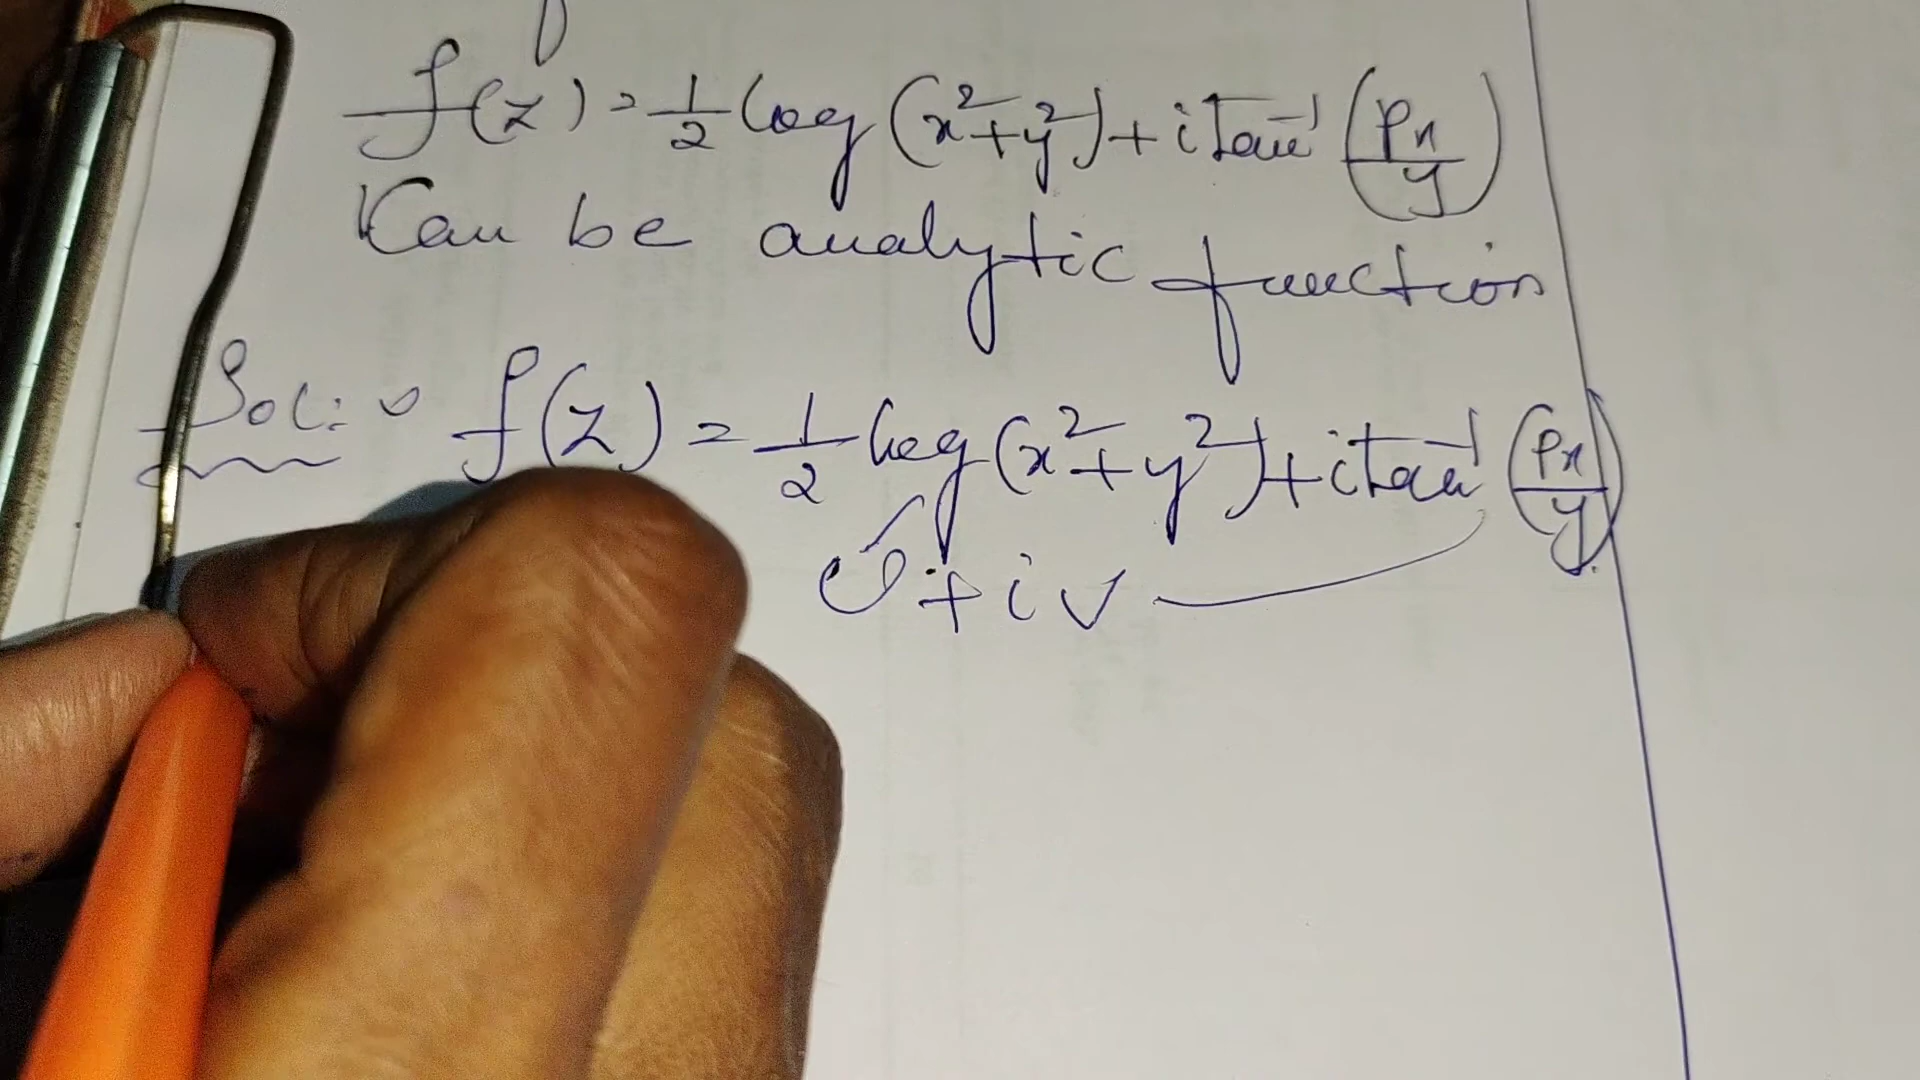 f(z) = 1/2 log(x²+y²) + i Tan⁻¹(px/y)
Can be analytic function
Sol:- f(z) = 1/2 log(x²+y²) + i Tan⁻¹(px/y)
U + i V